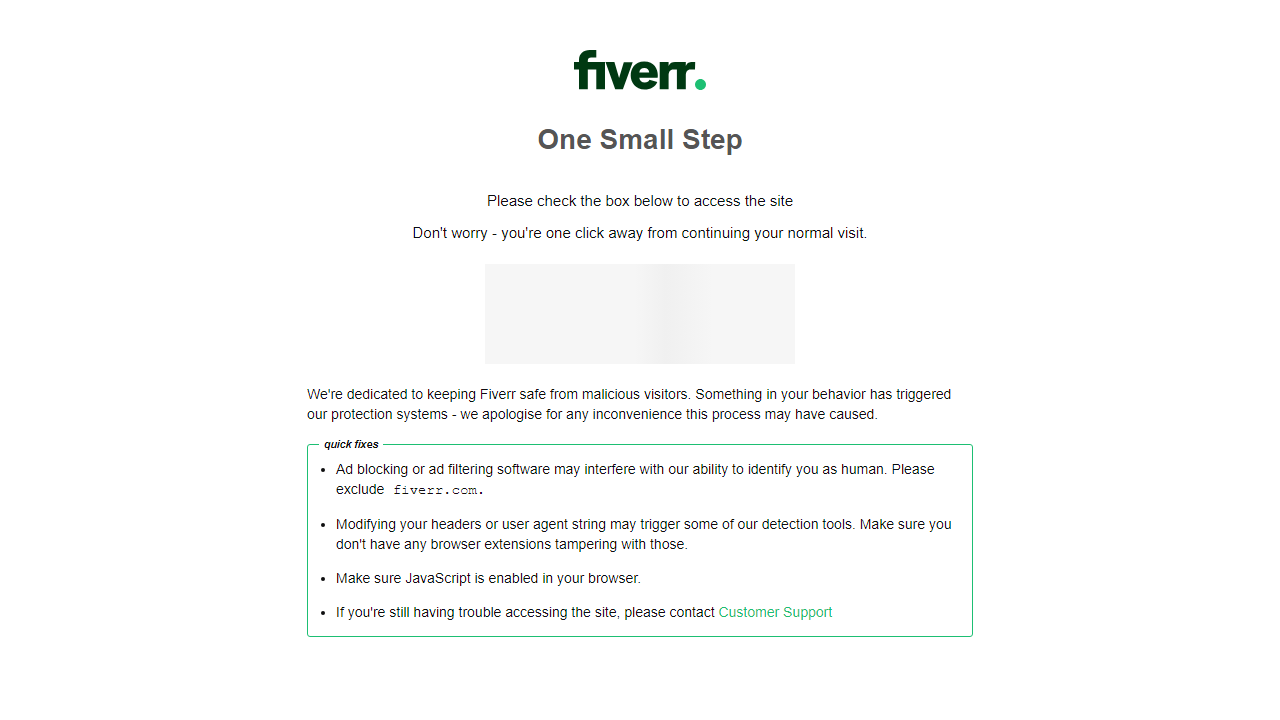 fiverr.
One Small Step
Please check the box below to access the site
Don't worry - you're one click away from continuing your normal visit.
We're dedicated to keeping Fiverr safe from malicious visitors. Something in your behavior has triggered
our protection systems - we apologise for any inconvenience this process may have caused.
quick fixes
• Ad blocking or ad filtering software may interfere with our ability to identify you as human. Please
exclude fiverr.com.
• Modifying your headers or user agent string may trigger some of our detection tools. Make sure you
don't have any browser extensions tampering with those.
• Make sure JavaScript is enabled in your browser.
• If you're still having trouble accessing the site, please contact Customer Support